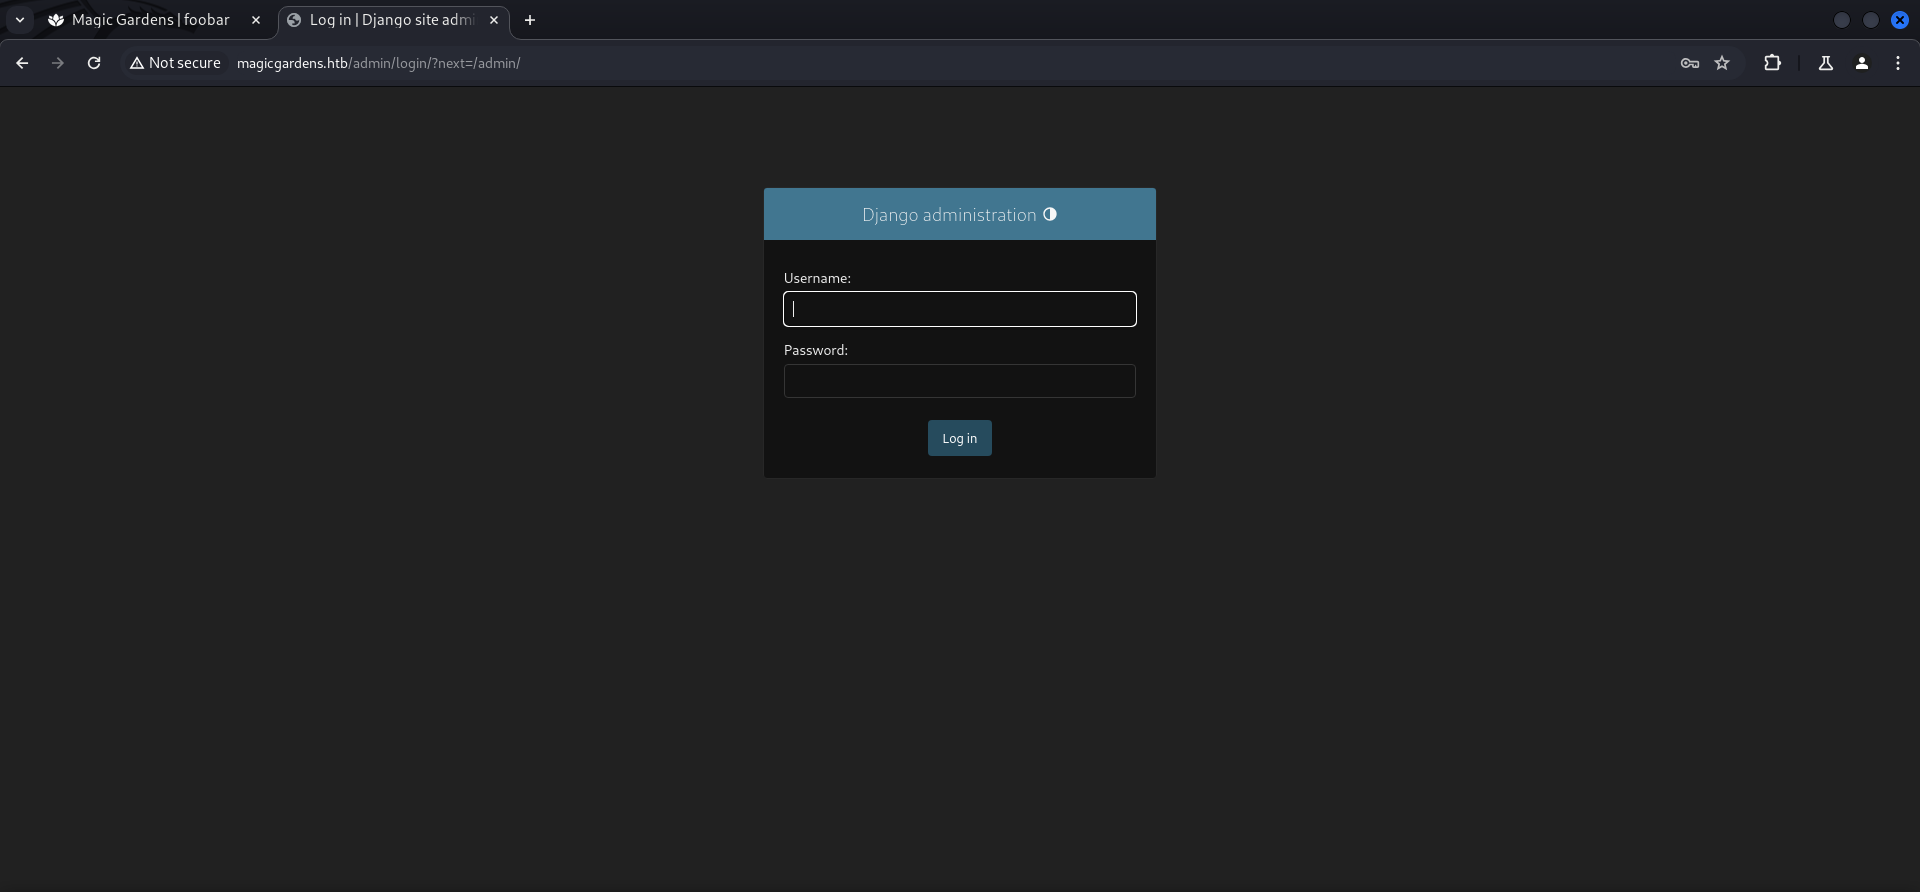 Magic Gardens | foobar
Log in | Django site admi
Not secure
magicgardens.htb/admin/login/?next=/admin/
Django administration
Username:
Password:
Log in